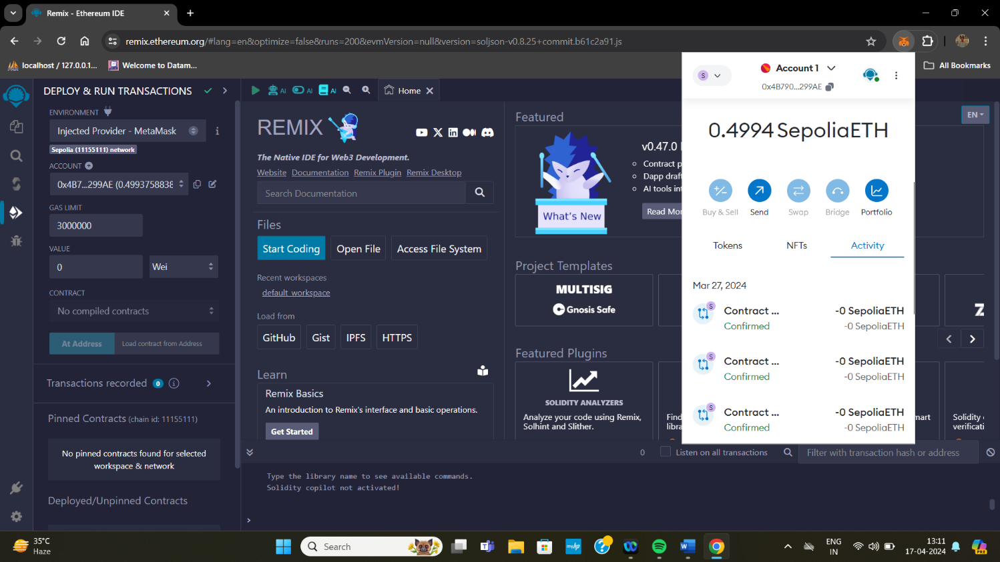 Remix - Ethereum IDE
remix.ethereum.org/#lang=en&optimize=false&runs=200&evmVersion=null&version=soljson-v0.8.25+commit.b61c2a91.js
localhost / 127.0.0.1...
Welcome to Datam...
All Bookmarks
DEPLOY & RUN TRANSACTIONS
ENVIRONMENT
Injected Provider - MetaMask
i
Sepolia (11155111) network
ACCOUNT
0x4B7...299AE (0.4993758838
GAS LIMIT
3000000
VALUE
0
Wei
CONTRACT
No compiled contracts
At Address
Load contract from Address
Transactions recorded 0
Pinned Contracts (chain id: 11155111)
No pinned contracts found for selected
workspace & network
Deployed/Unpinned Contracts
AI
AI
AI
Home
REMIX
The Native IDE for Web3 Development.
Website Documentation Remix Plugin Remix Desktop
Search Documentation
Files
Start Coding
Open File
Access File System
Recent workspaces
default_workspace
Load from
GitHub
Gist
IPFS
HTTPS
Learn
Remix Basics
An introduction to Remix's interface and basic operations.
Get Started
Featured
EN
What's New
v0.47.0
Contract p
Dapp draft
AI tools int
Read Mor
Project Templates
MULTISIG
Gnosis Safe
Z
Featured Plugins
SOLIDITY ANALYZERS
Analyze your code using Remix,
Solhint and Slither.
Find
libra
mart
Solidity
verificati
S
Account 1
0x4B790...299AE
0.4994 SepoliaETH
Buy & Sell
Send
Swap
Bridge
Portfolio
Tokens
NFTs
Activity
Mar 27, 2024
S
Contract ...
-0 SepoliaETH
Confirmed
-0 SepoliaETH
S
Contract ...
-0 SepoliaETH
Confirmed
-0 SepoliaETH
S
Contract ...
-0 SepoliaETH
Confirmed
-0 SepoliaETH
0
Listen on all transactions
Filter with transaction hash or address
Type the library name to see available commands.
Solidity copilot not activated!
>
35°C
Haze
Search
myhp
ENG
IN
13:11
17-04-2024
PRE